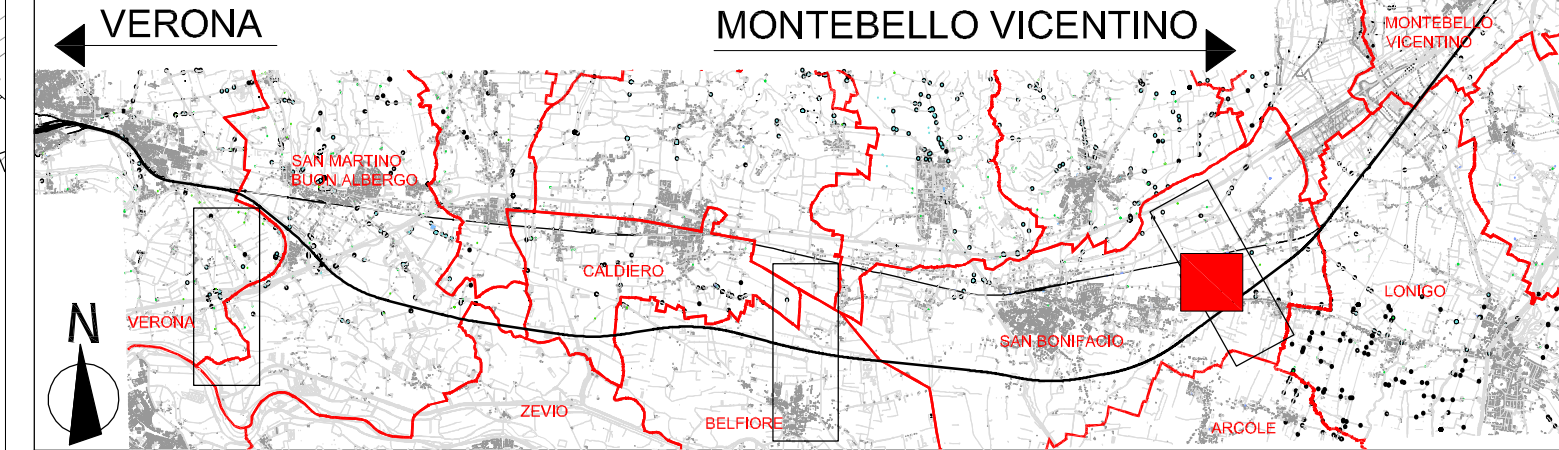 VERONA
MONTEBELLO VICENTINO
MONTEBELLO
VICENTINO
SAN MARTINO
BUON ALBERGO
CALDIERO
LONIGO
N
VERONA
SAN BONIFACIO
ZEVIO
BELFIORE
ARCOLE